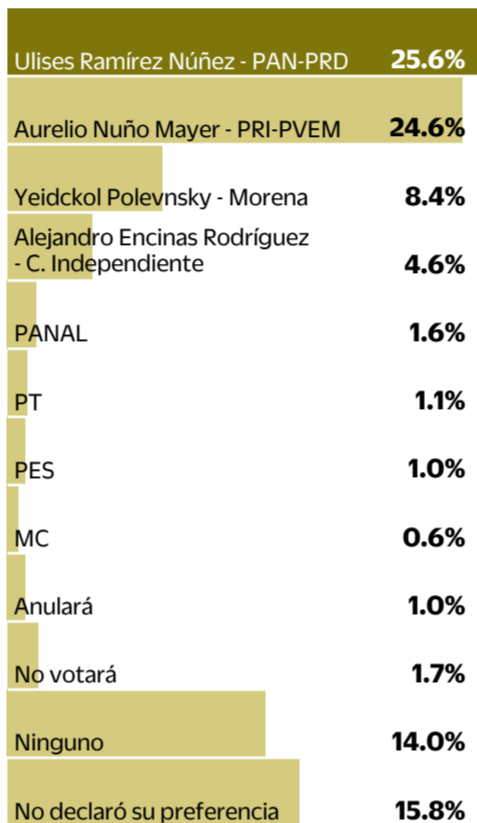 Ulises Ramírez Núñez - PAN-PRD 25.6%
Aurelio Nuño Mayer - PRI-PVEM 24.6%
Yeidckol Polevnsky - Morena 8.4%
Alejandro Encinas Rodríguez
- C. Independiente 4.6%
PANAL 1.6%
PT 1.1%
PES 1.0%
MC 0.6%
Anulará 1.0%
No votará 1.7%
Ninguno 14.0%
No declaró su preferencia 15.8%